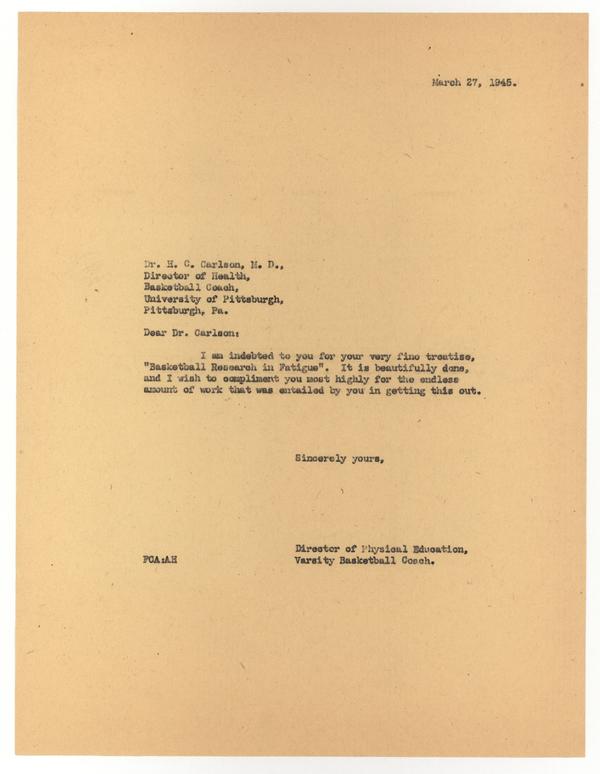 March 27, 1945.
Dr. H. C. Carlson, M. D.,
Director of Health,
Basketball Coach,
University of Pittsburgh,
Pittsburgh, Pa.
Dear Dr. Carlson:
I am indebted to you for your very fine treatise,
"Basketball Research in Fatigue". It is beautifully done,
and I wish to compliment you most highly for the endless
amount of work that was entailed by you in getting this out.
Sincerely yours,
Director of Physical Education,
FCA:AH Varsity Basketball Coach.